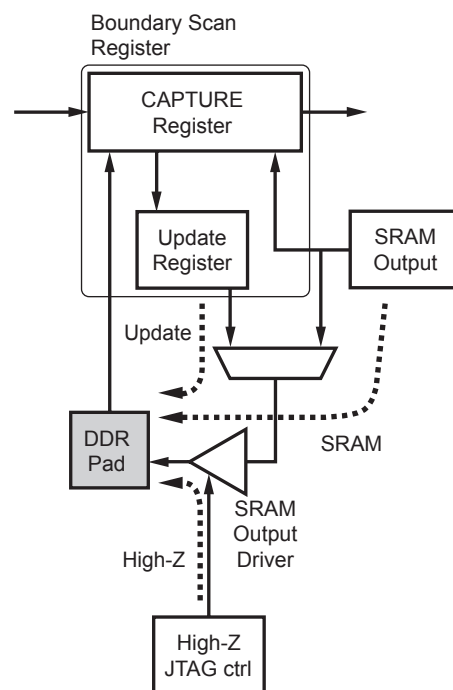 Boundary Scan
Register
CAPTURE
Register
Update
Register
SRAM
Output
Update
SRAM
DDR
Pad
SRAM
Output
Driver
High-Z
High-Z
JTAG ctrl